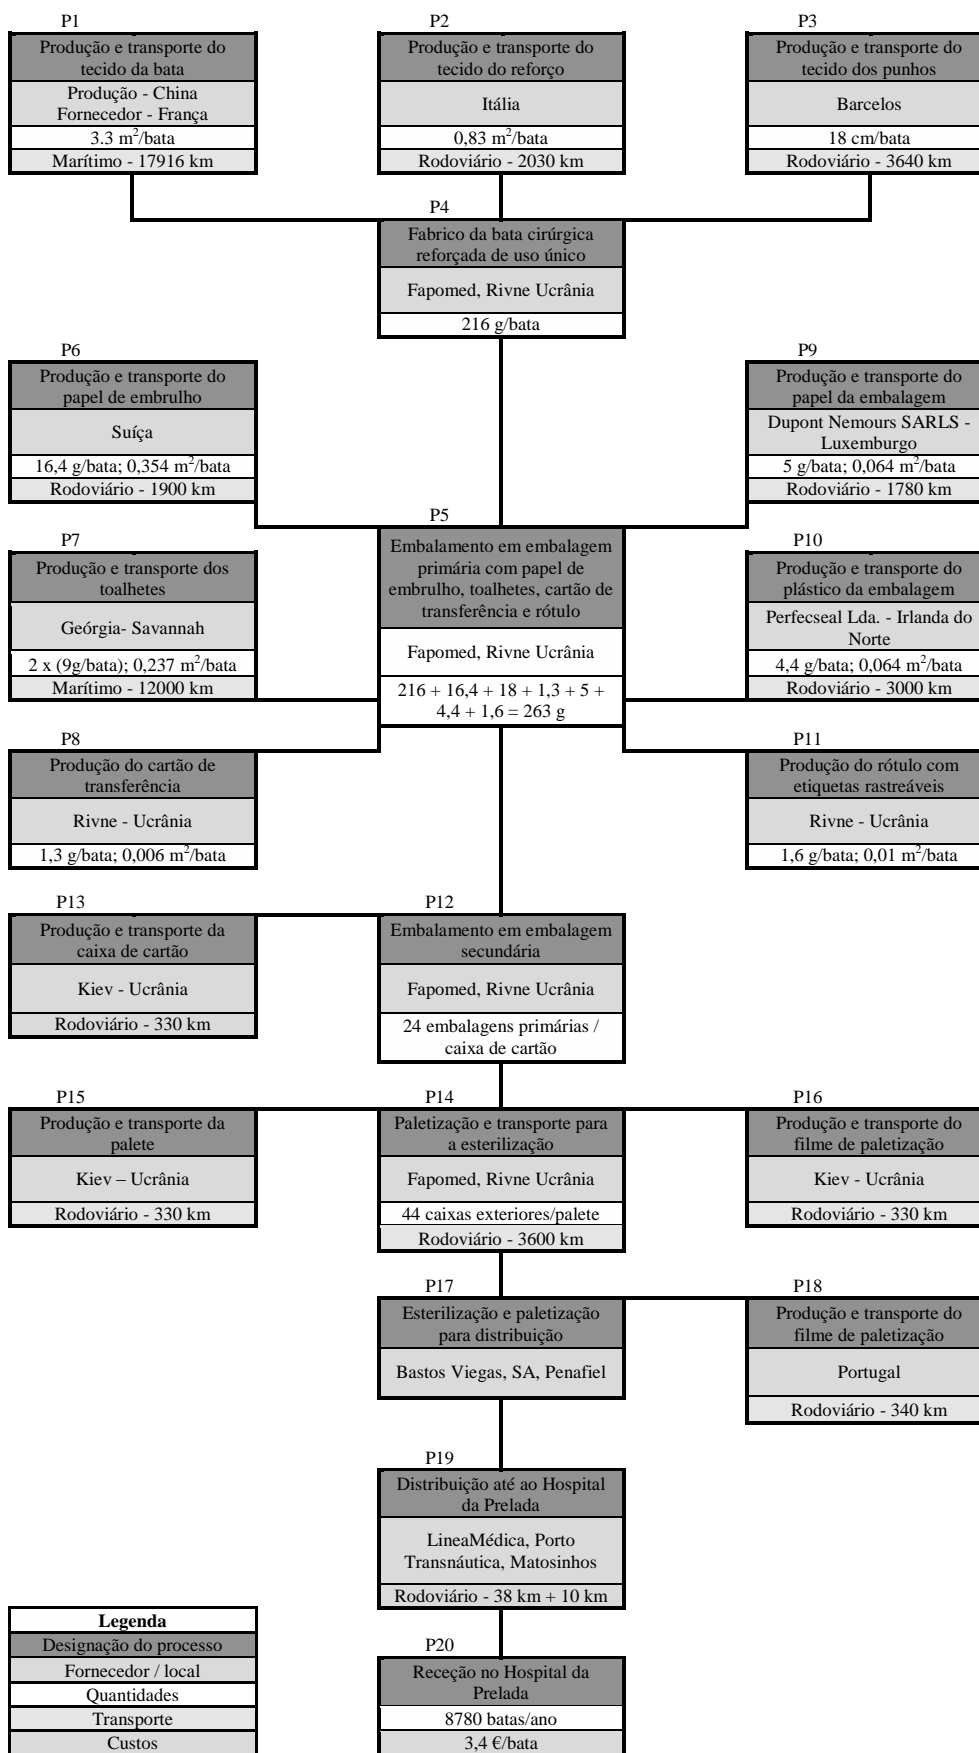 P1
Produção e transporte do
tecido da bata
Produção - China
Fornecedor - França
3.3 m²/bata
Marítimo - 17916 km
P2
Produção e transporte do
tecido do reforço
Itália
0,83 m²/bata
Rodoviário - 2030 km
P3
Produção e transporte do
tecido dos punhos
Barcelos
18 cm/bata
Rodoviário - 3640 km
P4
Fabrico da bata cirúrgica
reforçada de uso único
Fapomed, Rivne Ucrânia
216 g/bata
P6
Produção e transporte do
papel de embrulho
Suíça
16,4 g/bata; 0,354 m²/bata
Rodoviário - 1900 km
P9
Produção e transporte do
papel da embalagem
Dupont Nemours SARLS -
Luxemburgo
5 g/bata; 0,064 m²/bata
Rodoviário - 1780 km
P5
Embalamento em embalagem
primária com papel de
embrulho, toalhetes, cartão de
transferência e rótulo
Fapomed, Rivne Ucrânia
216 + 16,4 + 18 + 1,3 + 5 +
4,4 + 1,6 = 263 g
P7
Produção e transporte dos
toalhetes
Geórgia- Savannah
2 x (9g/bata); 0,237 m²/bata
Marítimo - 12000 km
P10
Produção e transporte do
plástico da embalagem
Perfecseal Lda. - Irlanda do
Norte
4,4 g/bata; 0,064 m²/bata
Rodoviário - 3000 km
P8
Produção do cartão de
transferência
Rivne - Ucrânia
1,3 g/bata; 0,006 m²/bata
P11
Produção do rótulo com
etiquetas rastreáveis
Rivne - Ucrânia
1,6 g/bata; 0,01 m²/bata
P13
Produção e transporte da
caixa de cartão
Kiev - Ucrânia
Rodoviário - 330 km
P12
Embalamento em embalagem
secundária
Fapomed, Rivne Ucrânia
24 embalagens primárias /
caixa de cartão
P15
Produção e transporte da
palete
Kiev – Ucrânia
Rodoviário - 330 km
P14
Paletização e transporte para
a esterilização
Fapomed, Rivne Ucrânia
44 caixas exteriores/palete
Rodoviário - 3600 km
P16
Produção e transporte do
filme de paletização
Kiev - Ucrânia
Rodoviário - 330 km
P17
Esterilização e paletização
para distribuição
Bastos Viegas, SA, Penafiel
P18
Produção e transporte do
filme de paletização
Portugal
Rodoviário - 340 km
P19
Distribuição até ao Hospital
da Prelada
LineaMédica, Porto
Transnáutica, Matosinhos
Rodoviário - 38 km + 10 km
Legenda
Designação do processo
Fornecedor / local
Quantidades
Transporte
Custos
P20
Receção no Hospital da
Prelada
8780 batas/ano
3,4 €/bata